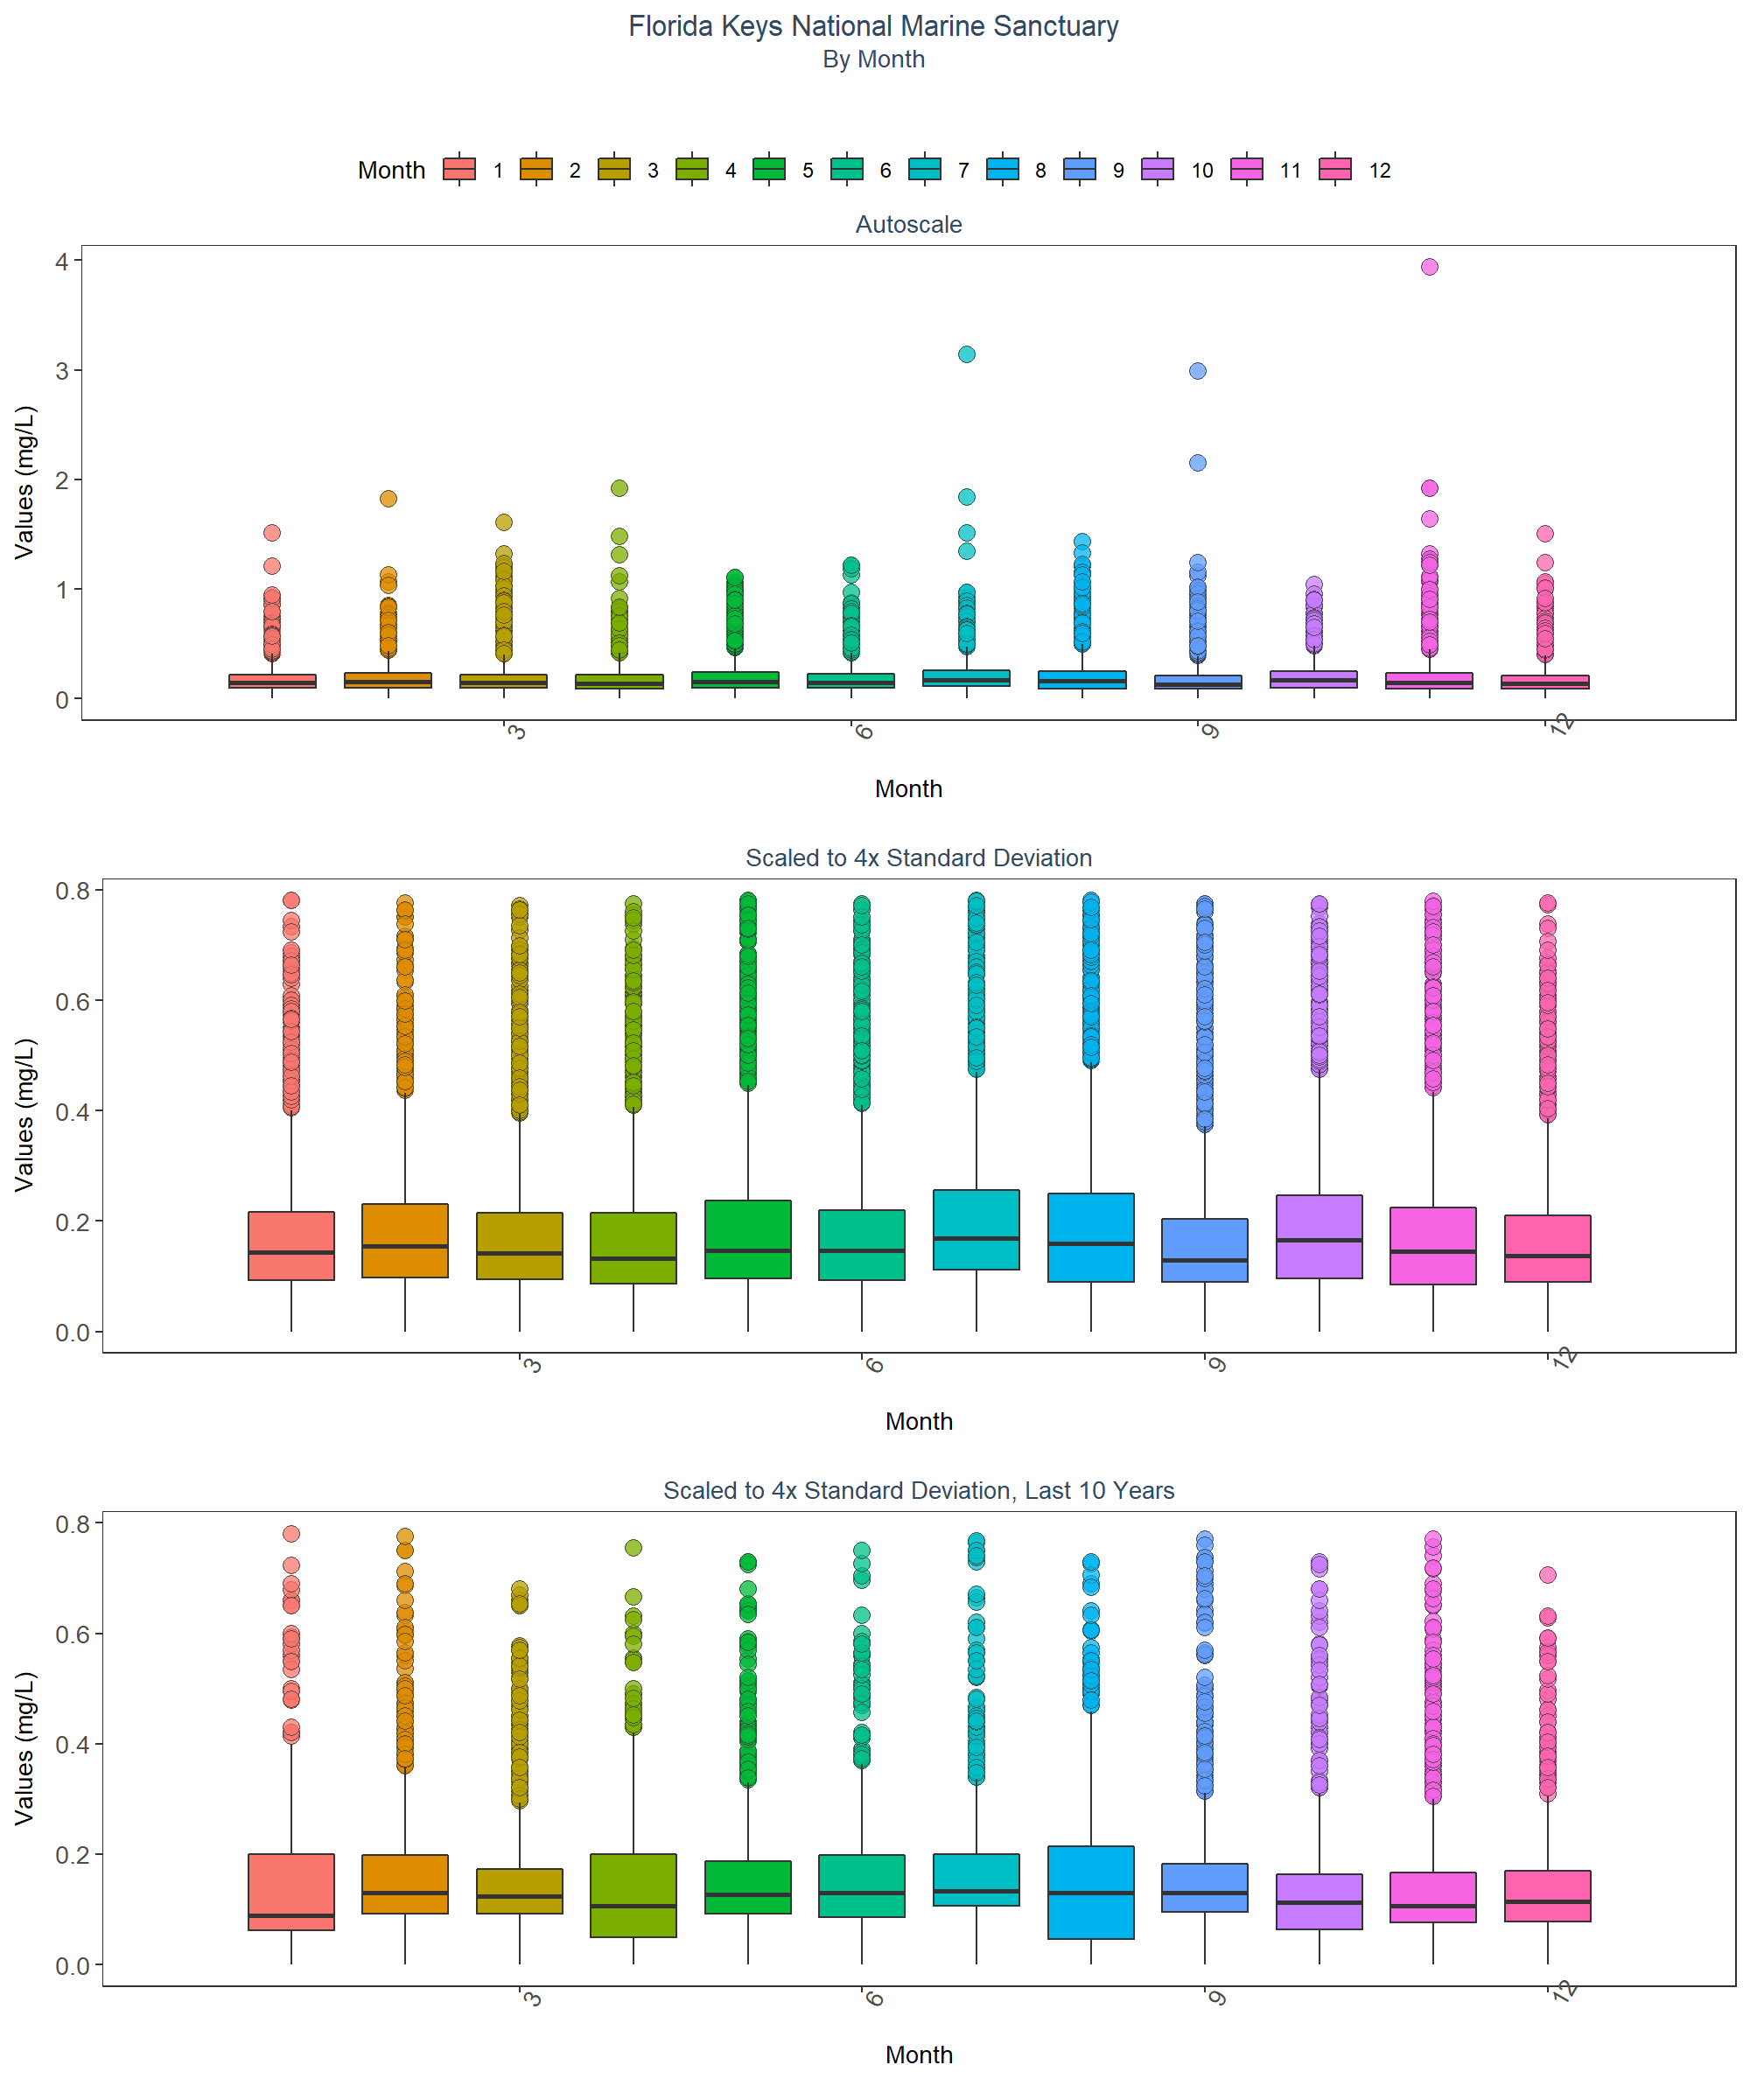 Florida Keys National Marine Sanctuary
By Month
Month 1 2 3 4 5 6 7 8 9 10 11 12
Autoscale
Values (mg/L)
4
3
2
1
0
3 6 9 12
Month
Scaled to 4x Standard Deviation
Values (mg/L)
0.8
0.6
0.4
0.2
0.0
3 6 9 12
Month
Scaled to 4x Standard Deviation, Last 10 Years
Values (mg/L)
0.8
0.6
0.4
0.2
0.0
3 6 9 12
Month